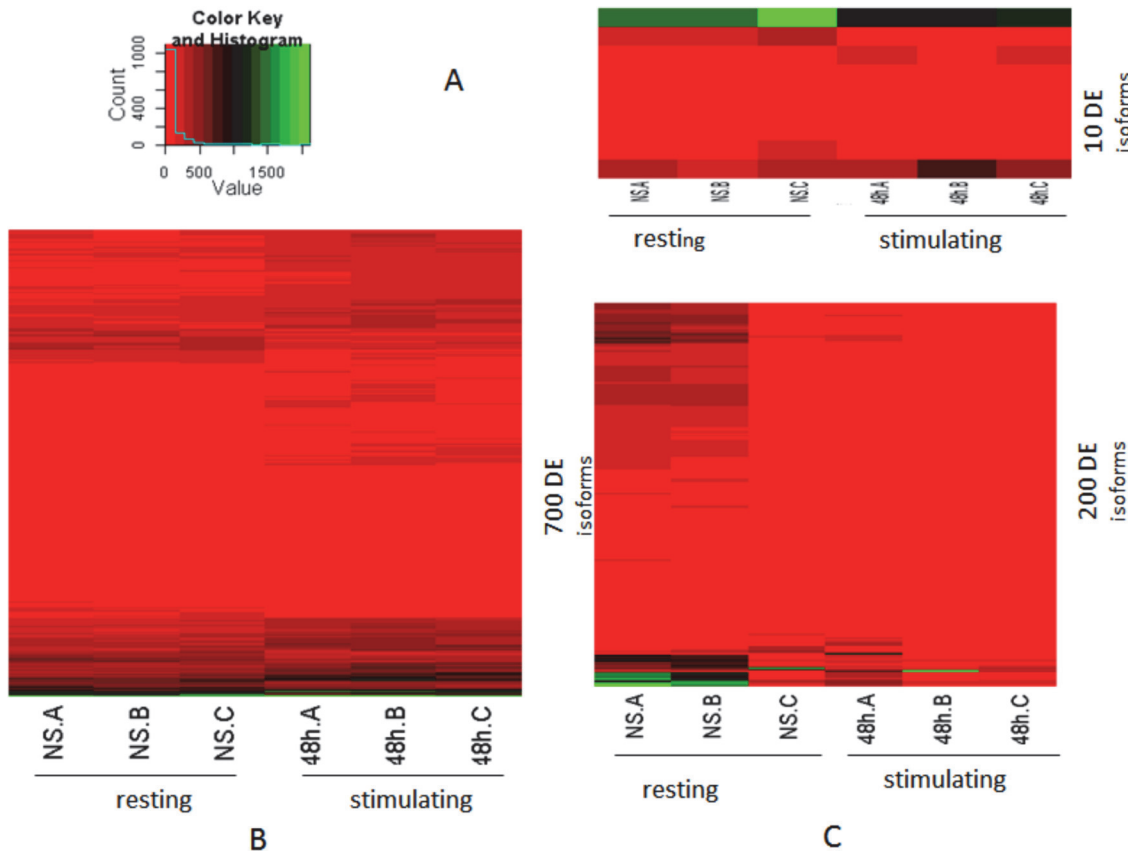 Color Key
and Histogram
Count
0 400 1000
0 500 1500
Value
A
10 DE
isoforms
NS.A NS.B NS.C 48h.A 48h.B 48h.C
resting stimulating
700 DE
isoforms
NS.A NS.B NS.C 48h.A 48h.B 48h.C
resting stimulating
B
200 DE
isoforms
NS.A NS.B NS.C 48h.A 48h.B 48h.C
resting stimulating
C